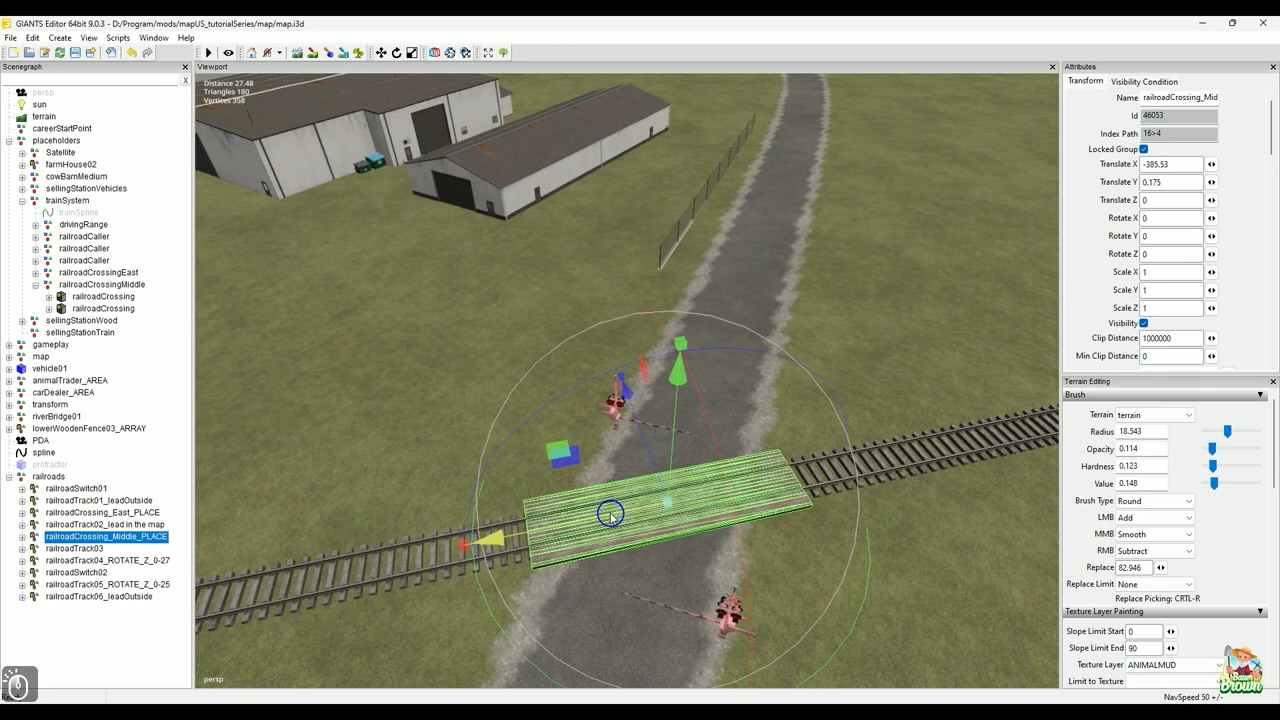 GIANTS Editor 64bit 9.0.3 - D:/Program/mods/mapUS_tutorialSeries/map/map.i3d
File Edit Create View Scripts Window Help
Scenegraph
X
persp
sun
terrain
careerStartPoint
placeholders
Satellite
farmHouse02
cowBarnMedium
sellingStationVehicles
trainSystem
trainSpline
drivingRange
railroadCaller
railroadCaller
railroadCaller
railroadCrossingEast
railroadCrossingMiddle
railroadCrossing
railroadCrossing
sellingStationWood
sellingStationTrain
gameplay
map
vehicle01
animalTrader_AREA
carDealer_AREA
transform
riverBridge01
lowerWoodenFence03_ARRAY
PDA
spline
protractor
railroads
railroadSwitch01
railroadTrack01_leadOutside
railroadCrossing_East_PLACE
railroadTrack02_lead in the map
railroadCrossing_Middle_PLACE
railroadTrack03
railroadTrack04_ROTATE_Z_0-27
railroadSwitch02
railroadTrack05_ROTATE_Z_0-25
railroadTrack06_leadOutside
Viewport
Distance 27.48
Triangles 180
Vertices 358
persp
Attributes
Transform Visibility Condition
Name railroadCrossing_Mid
Id 46053
Index Path 16>4
Locked Group
Translate X -385.53
Translate Y 0.175
Translate Z 0
Rotate X 0
Rotate Y 0
Rotate Z 0
Scale X 1
Scale Y 1
Scale Z 1
Visibility
Clip Distance 1000000
Min Clip Distance 0
Terrain Editing
Brush
Terrain terrain
Radius 18.543
Opacity 0.114
Hardness 0.123
Value 0.148
Brush Type Round
LMB Add
MMB Smooth
RMB Subtract
Replace 82.946
Replace Limit None
Replace Picking: CRTL-R
Texture Layer Painting
Slope Limit Start 0
Slope Limit End 90
Texture Layer ANIMALMUD
Limit to Texture
NavSpeed 50 +/-